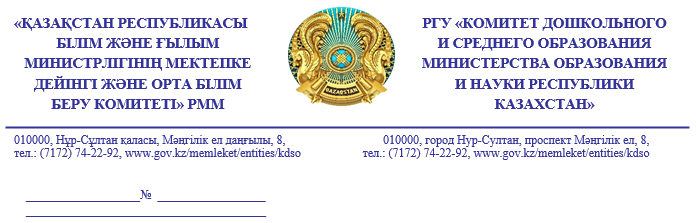 «ҚАЗАҚСТАН РЕСПУБЛИКАСЫ
БІЛІМ ЖӘНЕ ҒЫЛЫМ
МИНИСТРЛІГІНІҢ МЕКТЕПКЕ
ДЕЙІНГІ ЖӘНЕ ОРТА БІЛІМ
БЕРУ КОМИТЕТІ» РММ
QAZAQSTAN
РГУ «КОМИТЕТ ДОШКОЛЬНОГО
И СРЕДНЕГО ОБРАЗОВАНИЯ
МИНИСТЕРСТВА ОБРАЗОВАНИЯ
И НАУКИ РЕСПУБЛИКИ
КАЗАХСТАН»
010000, Нұр-Сұлтан қаласы, Мәңгілік ел даңғылы, 8,
тел.: (7172) 74-22-92, www.gov.kz/memleket/entities/kdso
010000, город Нур-Султан, проспект Мәңгілік ел, 8,
тел.: (7172) 74-22-92, www.gov.kz/memleket/entities/kdso
№